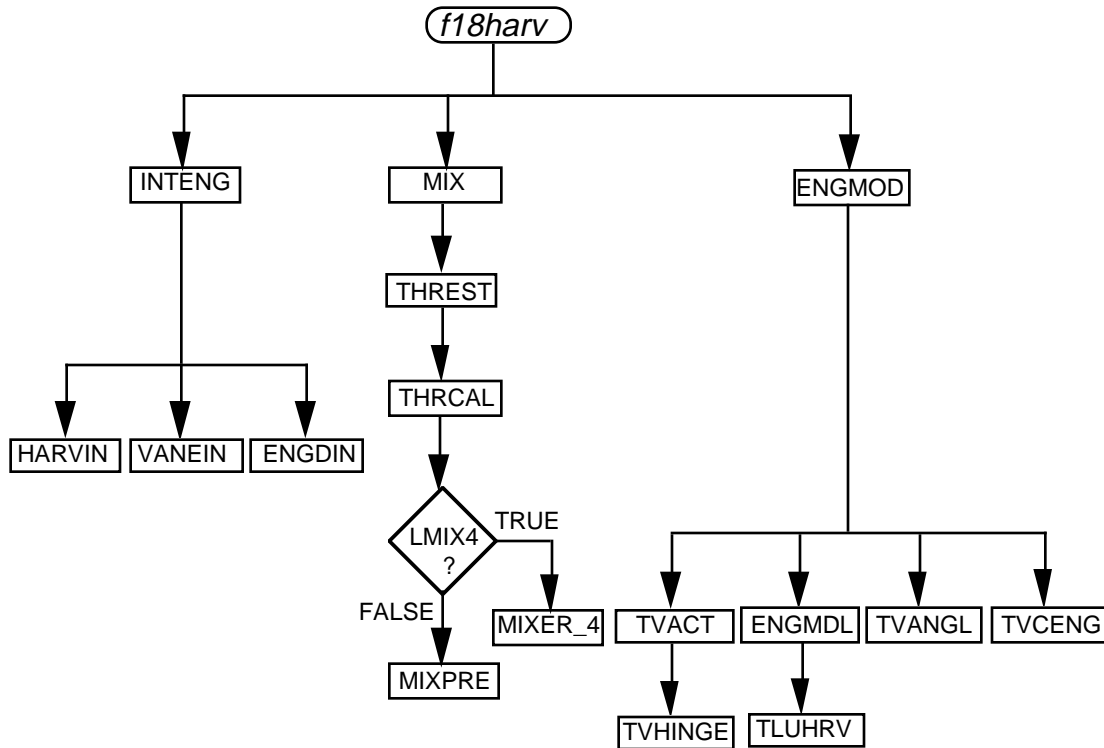 f18harv
INTENG
MIX
ENGMOD
THREST
THRCAL
HARVIN
VANEIN
ENGDIN
LMIX4
?
TRUE
FALSE
MIXER_4
MIXPRE
TVACT
ENGMDL
TVANGL
TVCENG
TVHINGE
TLUHRV